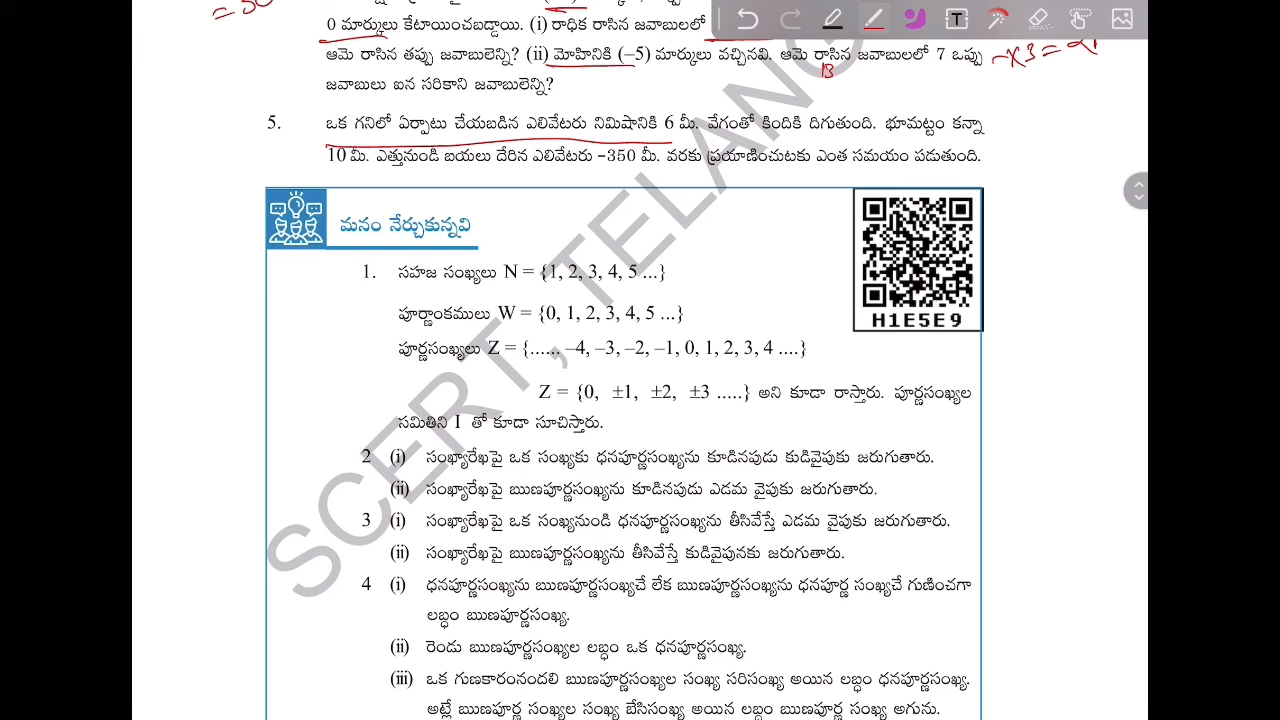 = 30
0 మార్కులు కేటాయించబడ్డాయి. (i) రాధిక రాసిన జవాబులలో
ఆమె రాసిన తప్పు జవాబులెన్ని? (ii) మోహినికి (–5) మార్కులు వచ్చినవి. ఆమె రాసిన జవాబులలో 7 ఒప్పు
జవాబులు ఐన సరికాని జవాబులెన్ని?
5. ఒక గనిలో ఏర్పాటు చేయబడిన ఎలివేటరు నిమిషానికి 6 మీ. వేగంతో కిందికి దిగుతుంది. భూమట్టం కన్నా
10 మీ. ఎత్తునుండి బయలు దేరిన ఎలివేటరు -350 మీ. వరకు ప్రయాణించుటకు ఎంత సమయం పడుతుంది.
మనం నేర్చుకున్నవి
H1E5E9
1. సహజ సంఖ్యలు N = {1, 2, 3, 4, 5 ...}
పూర్ణాంకములు W = {0, 1, 2, 3, 4, 5 ...}
పూర్ణసంఖ్యలు Z = {...... –4, –3, –2, –1, 0, 1, 2, 3, 4 ....}
Z = {0, ±1, ±2, ±3 .....} అని కూడా రాస్తారు. పూర్ణసంఖ్యల
సమితిని I తో కూడా సూచిస్తారు.
2 (i) సంఖ్యారేఖపై ఒక సంఖ్యకు ధనపూర్ణసంఖ్యను కూడినపుడు కుడివైపుకు జరుగుతారు.
(ii) సంఖ్యారేఖపై ఋణపూర్ణసంఖ్యను కూడినపుడు ఎడమ వైపుకు జరుగుతారు.
3 (i) సంఖ్యారేఖపై ఒక సంఖ్యనుండి ధనపూర్ణసంఖ్యను తీసివేస్తే ఎడమ వైపుకు జరుగుతారు.
(ii) సంఖ్యారేఖపై ఋణపూర్ణసంఖ్యను తీసివేస్తే కుడివైపునకు జరుగుతారు.
4 (i) ధనపూర్ణసంఖ్యను ఋణపూర్ణసంఖ్యచే లేక ఋణపూర్ణసంఖ్యను ధనపూర్ణ సంఖ్యచే గుణించగా
లబ్ధం ఋణపూర్ణసంఖ్య.
(ii) రెండు ఋణపూర్ణసంఖ్యల లబ్ధం ఒక ధనపూర్ణసంఖ్య.
(iii) ఒక గుణకారంనందలి ఋణపూర్ణసంఖ్యల సంఖ్య సరిసంఖ్య అయిన లబ్ధం ధనపూర్ణసంఖ్య.
అట్లే ఋణపూర్ణ సంఖ్యల సంఖ్య బేసిసంఖ్య అయిన లబ్ధం ఋణపూర్ణ సంఖ్య అగును.
SCERT, TELANG